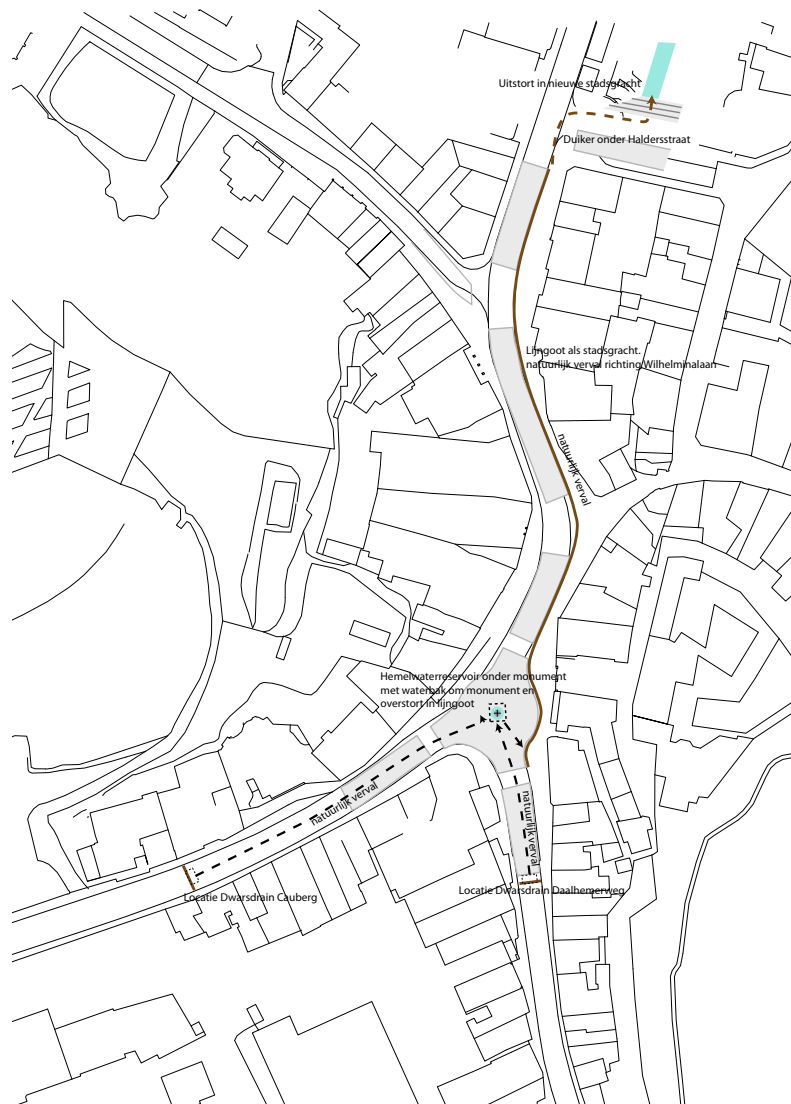 Uitstort in nieuwe stadsgracht
Duiker onder Haldersstraat
Lijngoot als stadsgracht.
natuurlijk verval richting Wilhelminalaan
natuurlijk verval
Hemelwaterreservoir onder monument
met waterbak om monument en
overstort in lijngoot
natuurlijk verval
natuurlijk verval
Locatie Dwarsdrain Cauberg
Locatie Dwarsdrain Daalhemerweg